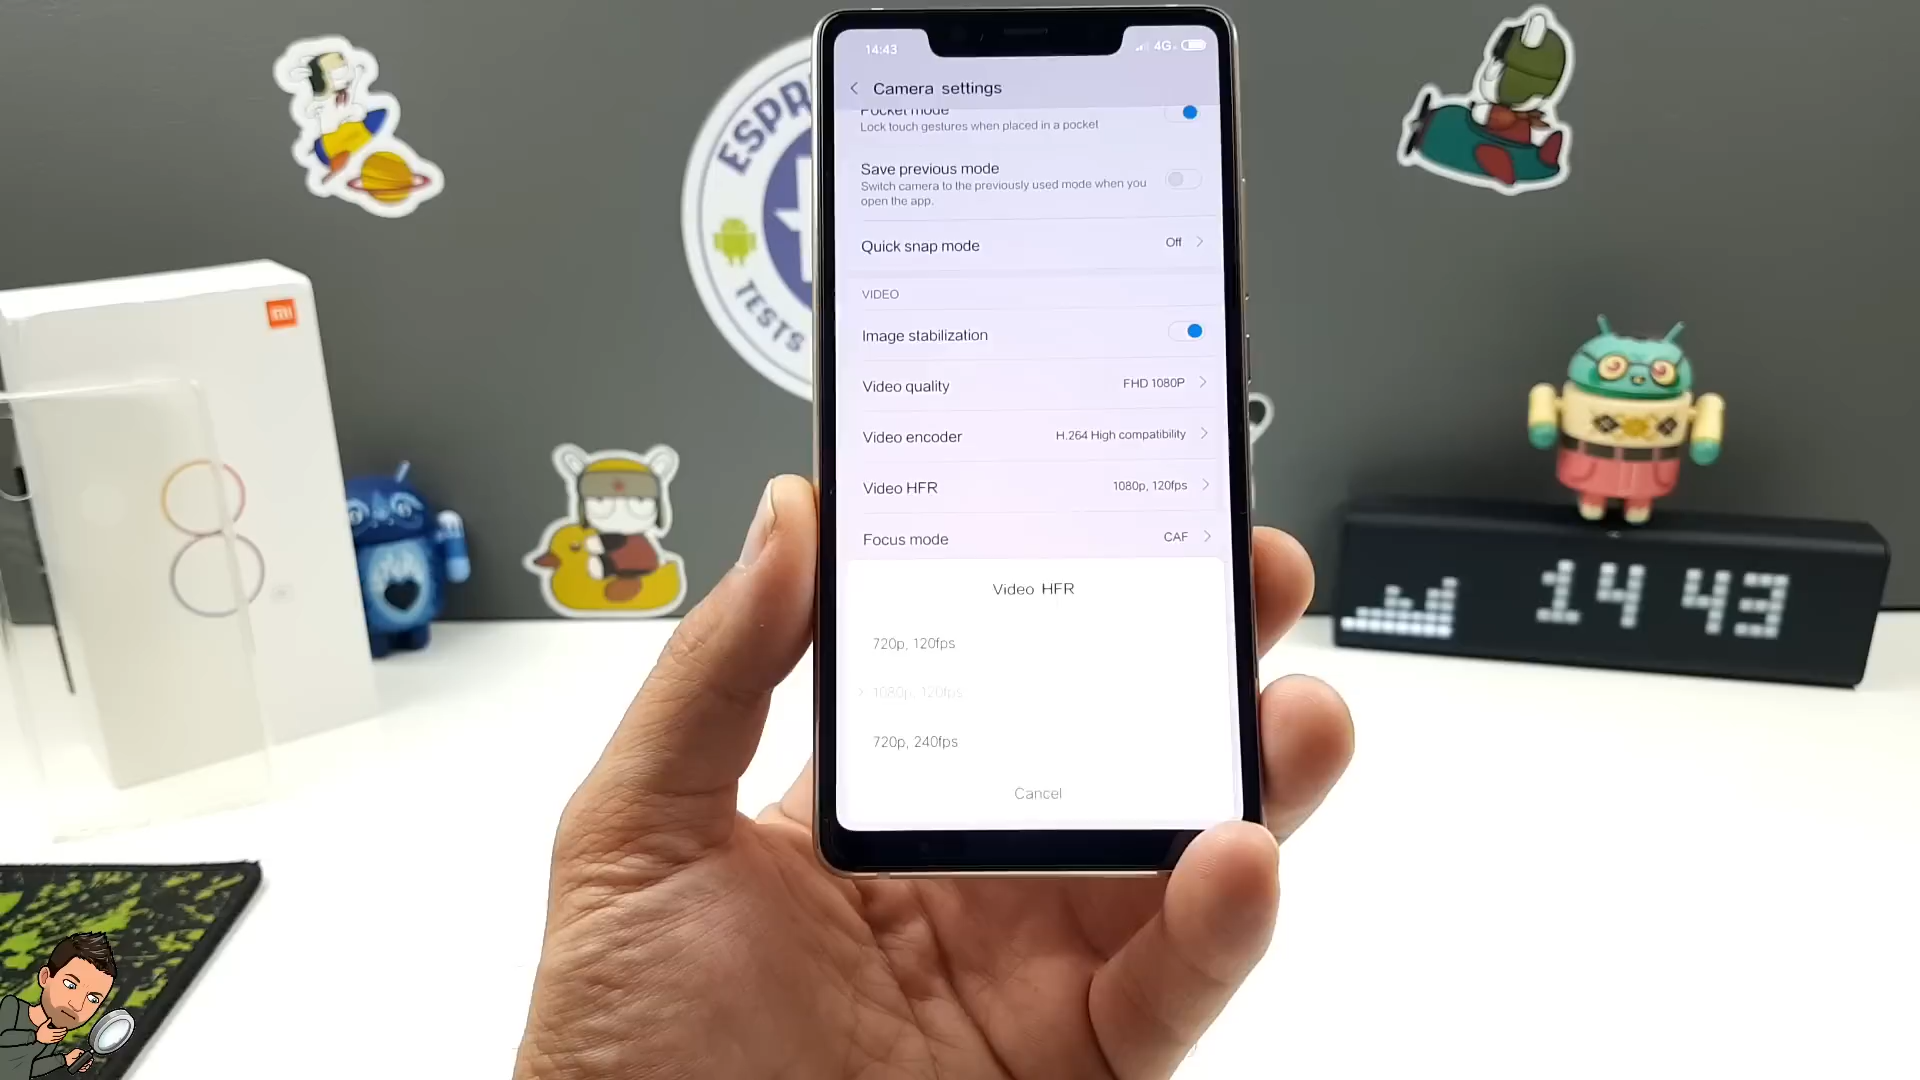 14:43
4G
Camera settings
Pocket mode
Lock touch gestures when placed in a pocket
Save previous mode
Switch camera to the previously used mode when you
open the app.
Quick snap mode
Off
VIDEO
Image stabilization
Video quality
FHD 1080P
Video encoder
H.264 High compatibility
Video HFR
1080p, 120fps
Focus mode
CAF
Video HFR
720p, 120fps
1080p, 120fps
720p, 240fps
Cancel
ESPR
TESTS
mi
8
14 43